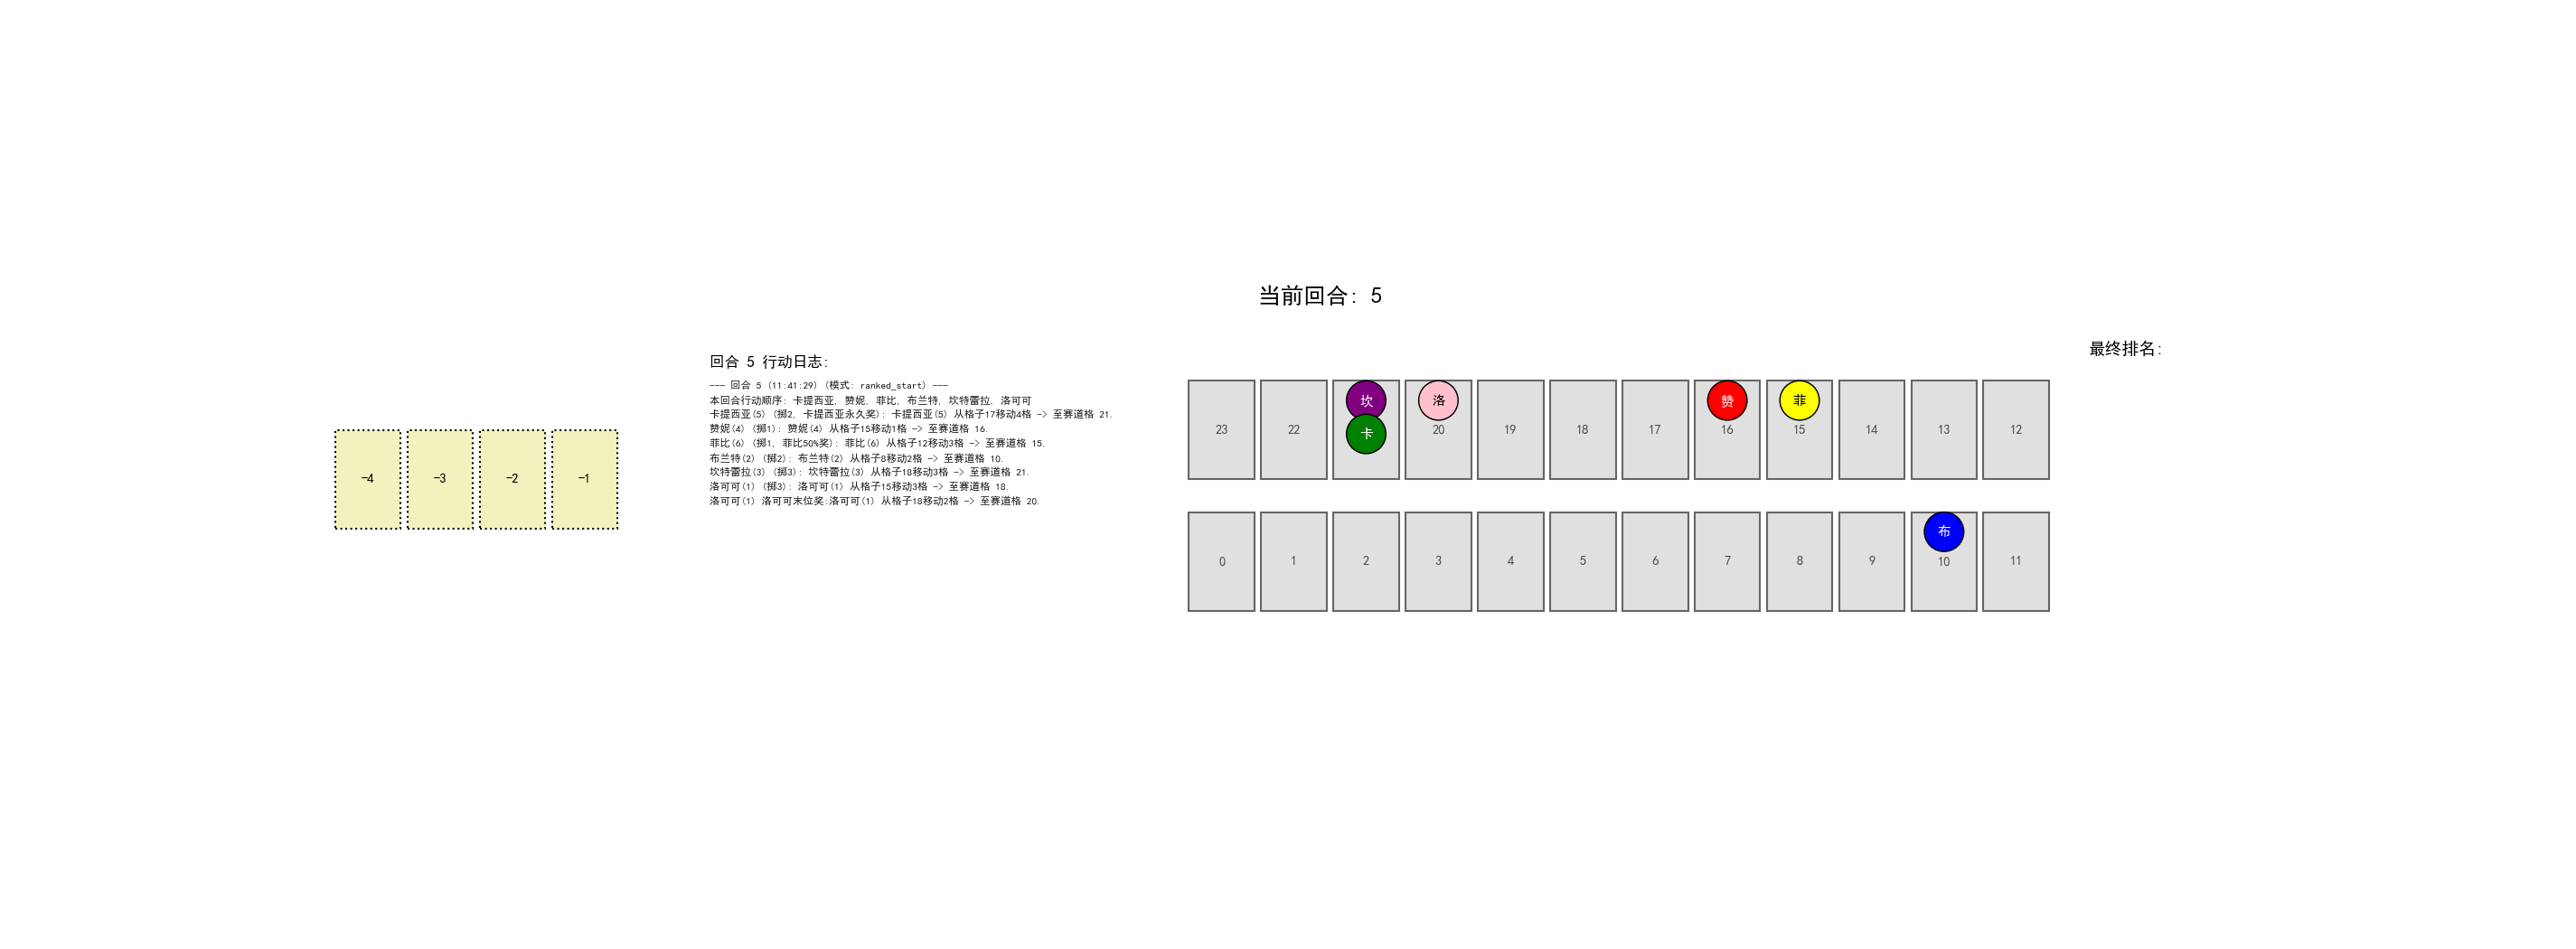 当前回合: 5
最终排名:
回合 5 行动日志:
--- 回合 5 (11:41:29) (模式: ranked_start) ---
本回合行动顺序: 卡提西亚, 赞妮, 菲比, 布兰特, 坎特蕾拉, 洛可可
卡提西亚(5) (掷2, 卡提西亚永久奖): 卡提西亚(5) 从格子17移动4格 -> 至赛道格 21.
赞妮(4) (掷1): 赞妮(4) 从格子15移动1格 -> 至赛道格 16.
菲比(6) (掷1, 菲比50%奖): 菲比(6) 从格子12移动3格 -> 至赛道格 15.
布兰特(2) (掷2): 布兰特(2) 从格子8移动2格 -> 至赛道格 10.
坎特蕾拉(3) (掷3): 坎特蕾拉(3) 从格子18移动3格 -> 至赛道格 21.
洛可可(1) (掷3): 洛可可(1) 从格子15移动3格 -> 至赛道格 18.
洛可可(1) 洛可可末位奖:洛可可(1) 从格子18移动2格 -> 至赛道格 20.
-4 -3 -2 -1
坎 洛 赞 菲
23 22 20 19 18 17 16 15 14 13 12
卡
布
0 1 2 3 4 5 6 7 8 9 10 11